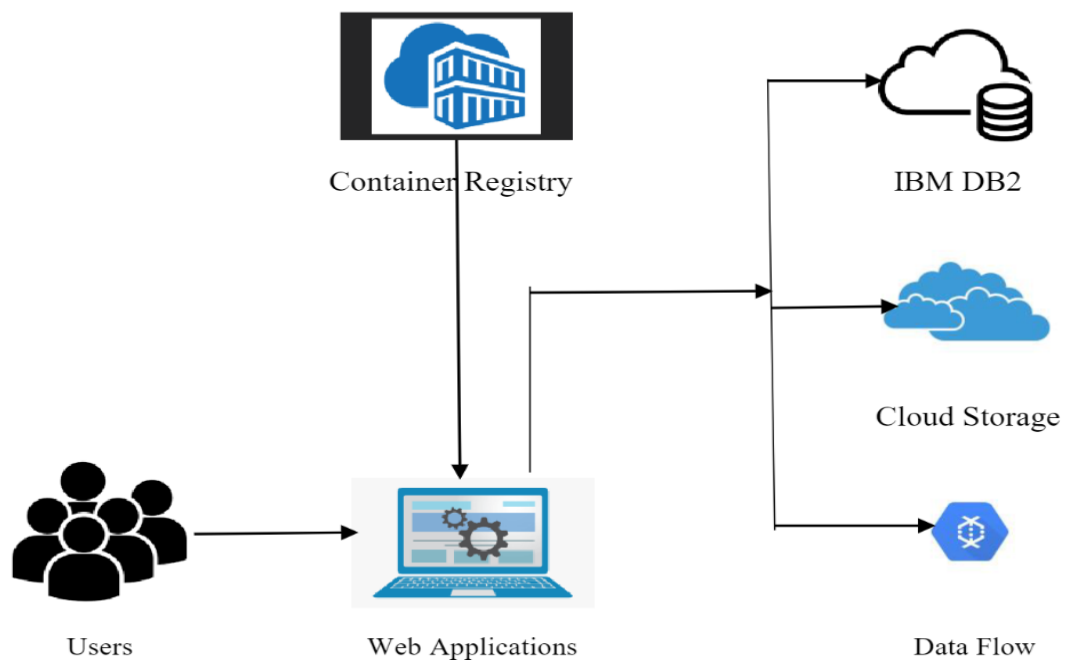 Container Registry
IBM DB2
Cloud Storage
Users
Web Applications
Data Flow